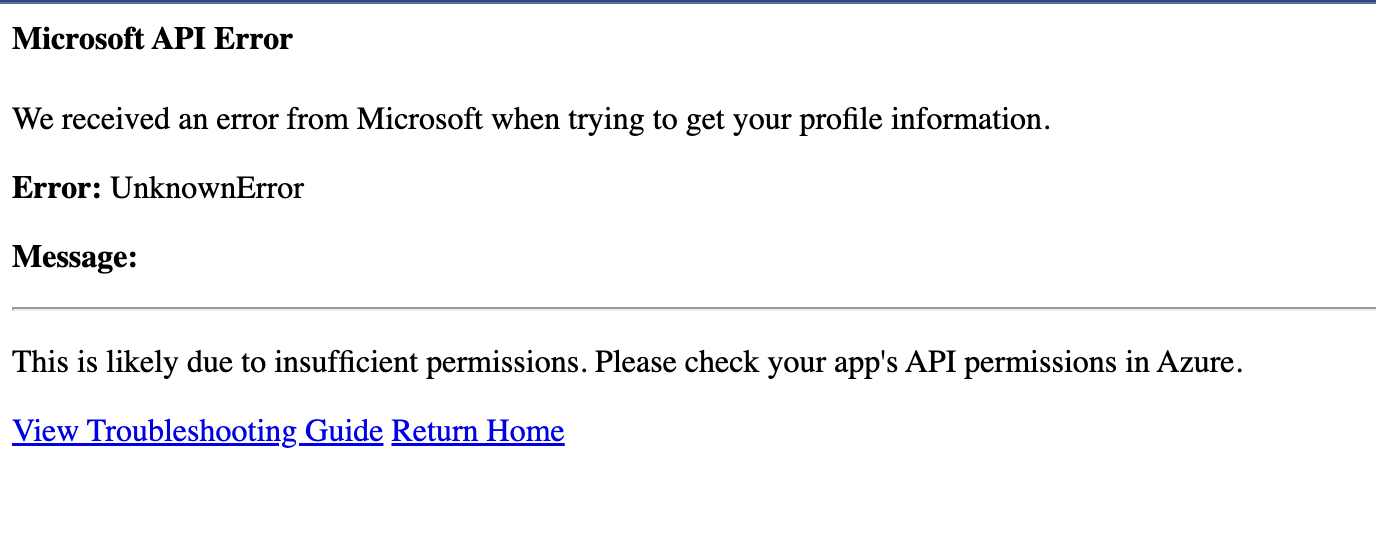 Microsoft API Error
We received an error from Microsoft when trying to get your profile information.
Error: UnknownError
Message:
This is likely due to insufficient permissions. Please check your app's API permissions in Azure.
View Troubleshooting Guide Return Home